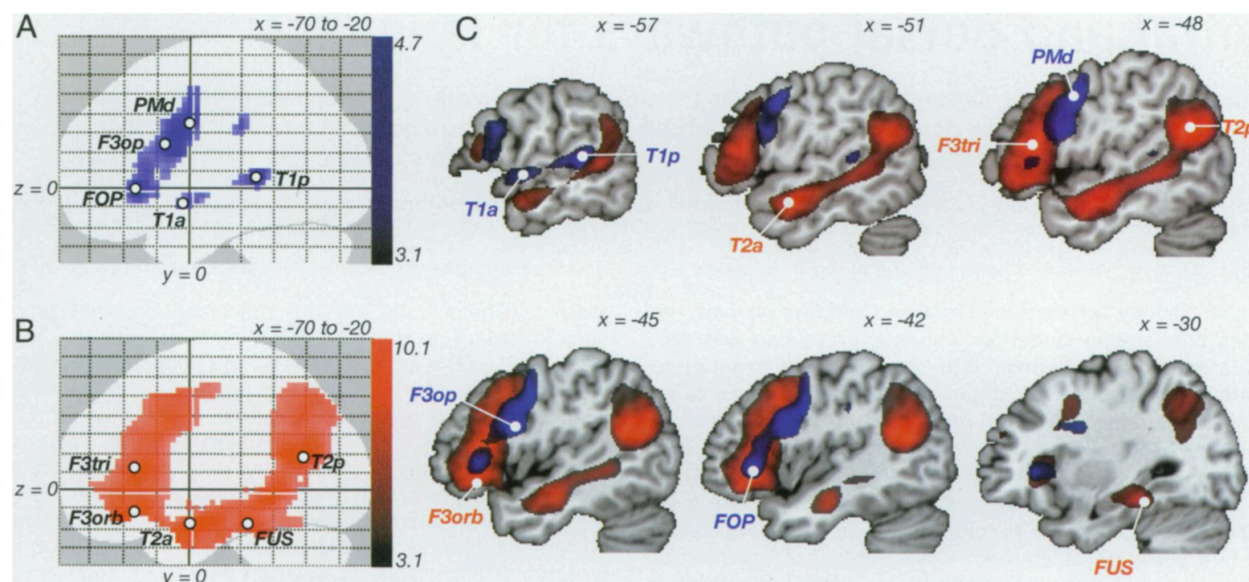 A
x = -70 to -20
4.7
PMd
F3op
z = 0
FOP
T1a
T1p
3.1
y = 0
B
x = -70 to -20
10.1
F3tri
T2p
z = 0
F3orb
T2a
FUS
3.1
y = 0
C
x = -57
x = -51
x = -48
PMd
T1p
F3tri
T2p
T1a
T2a
x = -45
x = -42
x = -30
F3op
F3orb
FOP
FUS